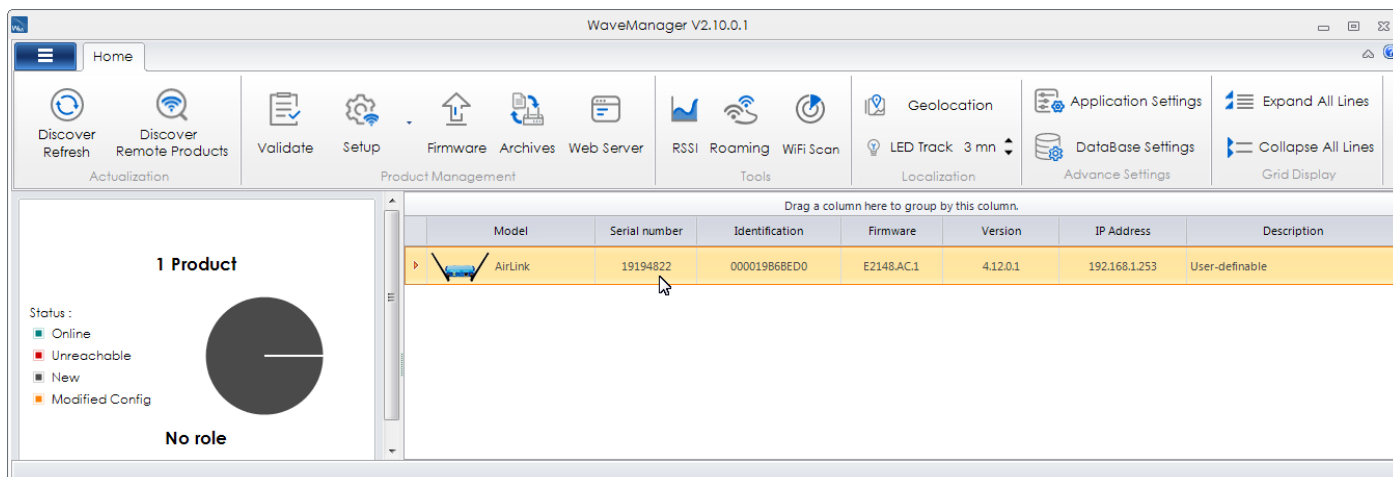 WaveManager V2.10.0.1
Home
Discover Refresh
Discover Remote Products
Actualization
Validate
Setup
Firmware
Archives
Web Server
Product Management
RSSI
Roaming
WiFi Scan
Tools
Geolocation
LED Track 3 mn
Localization
Application Settings
DataBase Settings
Advance Settings
Expand All Lines
Collapse All Lines
Grid Display
1 Product
Status :
Online
Unreachable
New
Modified Config
No role
Drag a column here to group by this column.
Model Serial number Identification Firmware Version IP Address Description
AirLink 19194822 000019B6BED0 E2148.AC.1 4.12.0.1 192.168.1.253 User-definable